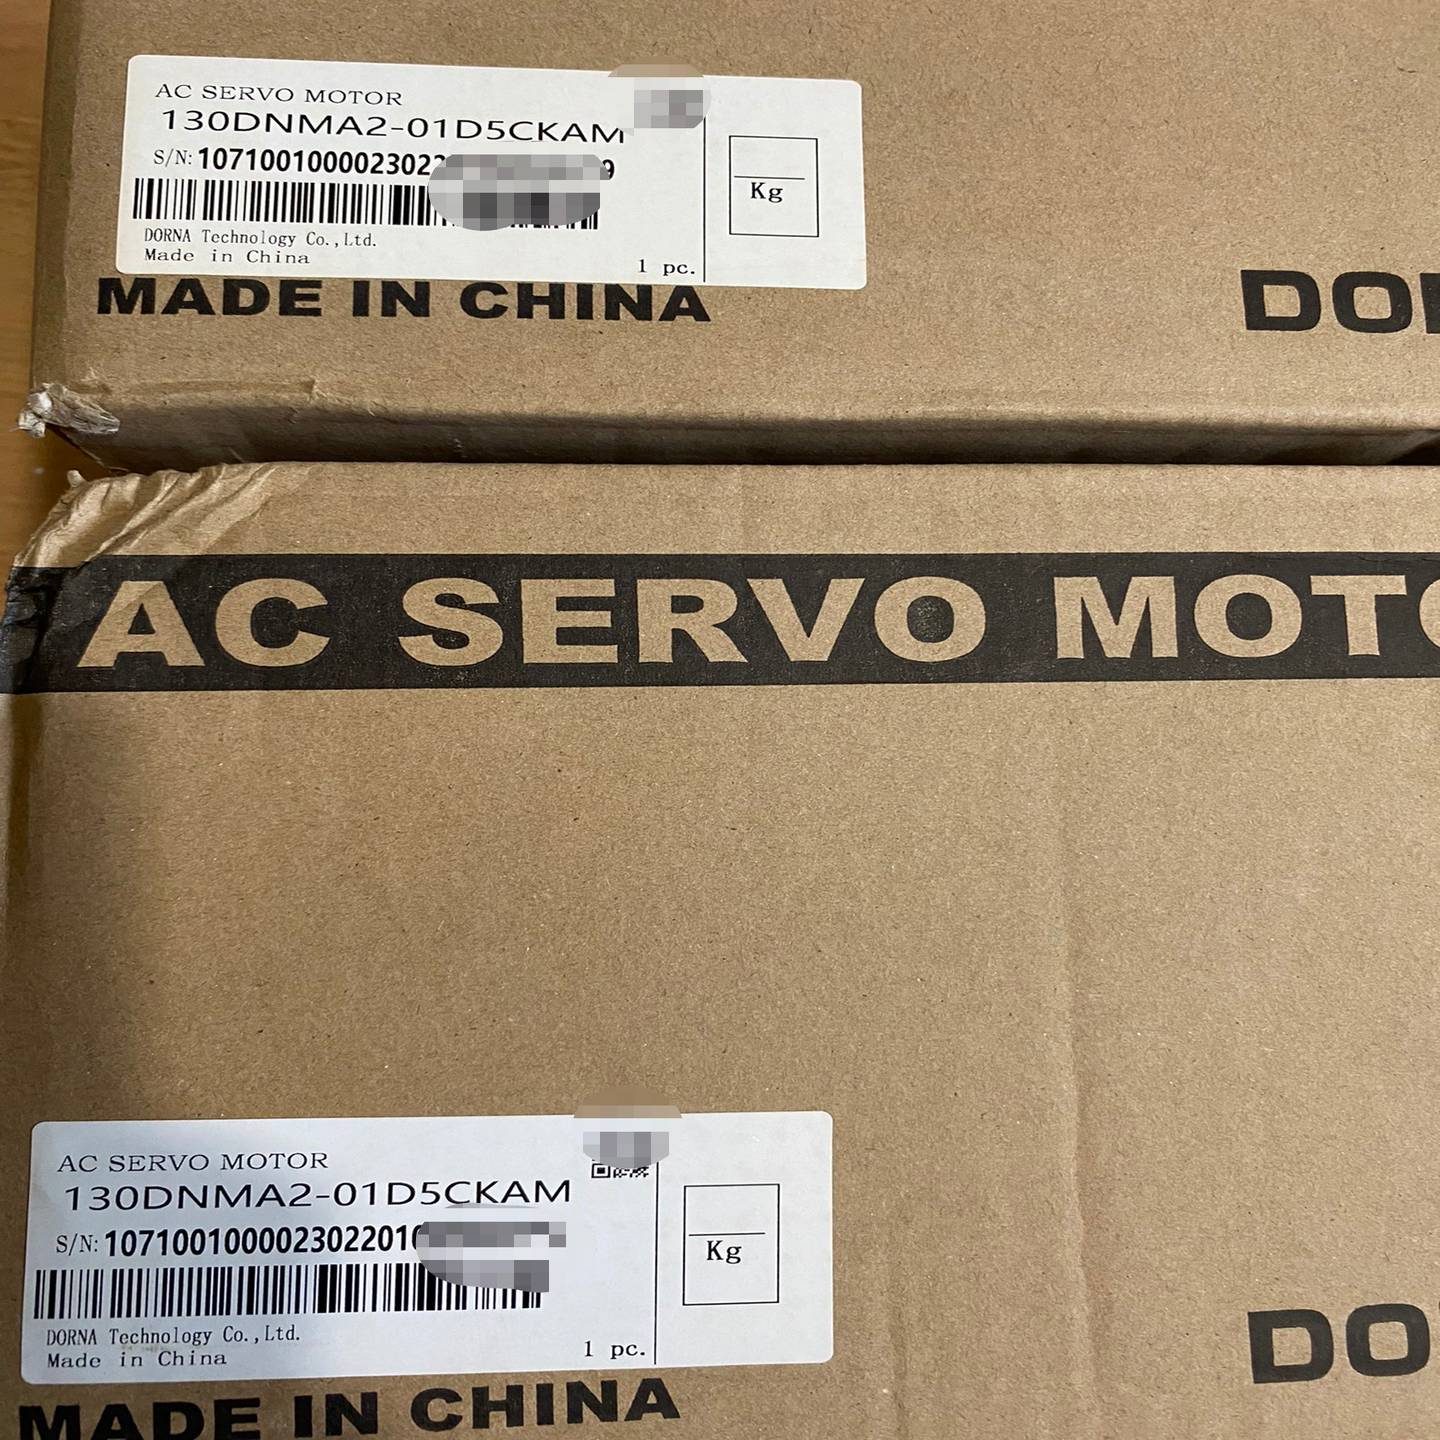 AC SERVO MOTOR
130DNMA2-01D5CKAM
S/N: 107100100002302
DORNA Technology Co.,Ltd.
Made in China
1 pc.
Kg
MADE IN CHINA
DO
AC SERVO MOTO
AC SERVO MOTOR
130DNMA2-01D5CKAM
S/N: 107100100002302201
DORNA Technology Co.,Ltd.
Made in China
1 pc.
Kg
MADE IN CHINA
DO